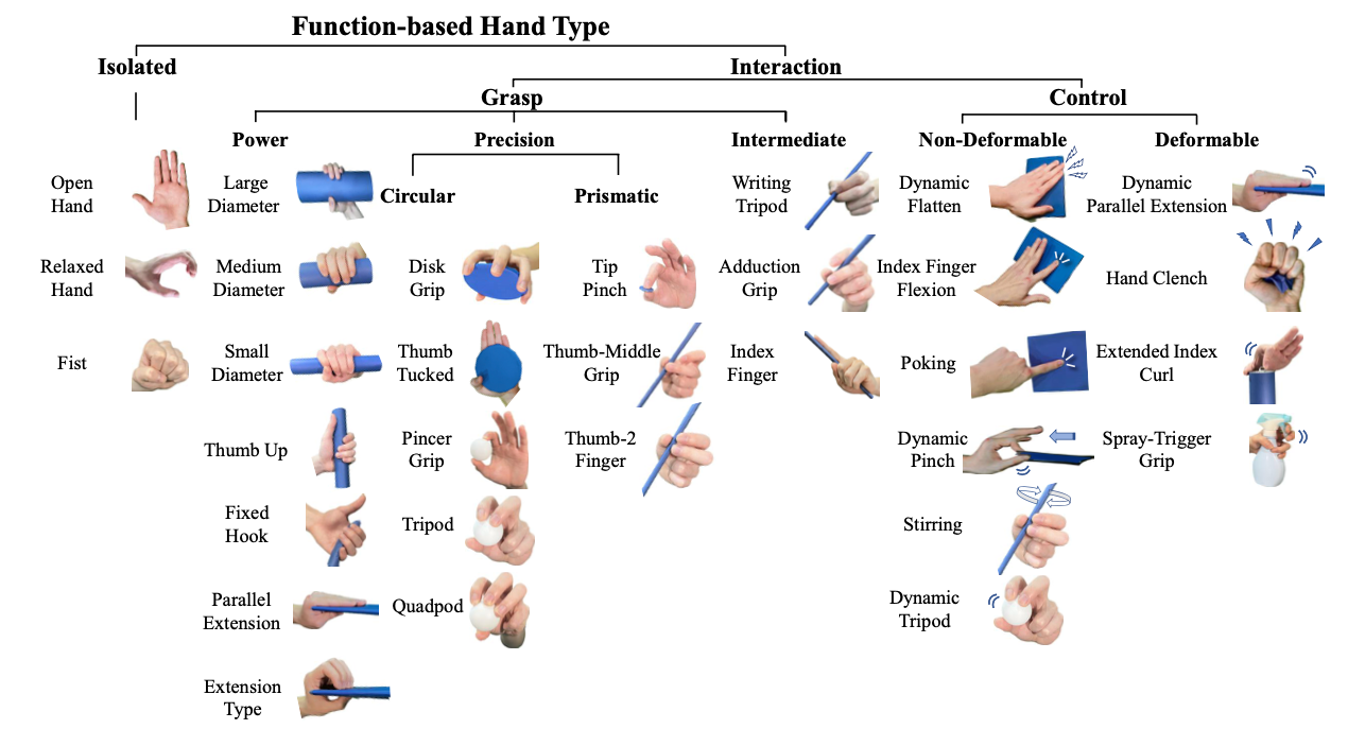 Function-based Hand Type
Isolated
Interaction
Grasp
Control
Power
Precision
Intermediate
Non-Deformable
Deformable
Circular
Prismatic
Open
Hand
Relaxed
Hand
Fist
Large
Diameter
Medium
Diameter
Small
Diameter
Thumb Up
Fixed
Hook
Parallel
Extension
Extension
Type
Disk
Grip
Thumb
Tucked
Pincer
Grip
Tripod
Quadpod
Tip
Pinch
Thumb-Middle
Grip
Thumb-2
Finger
Writing
Tripod
Adduction
Grip
Index
Finger
Dynamic
Flatten
Index Finger
Flexion
Poking
Dynamic
Pinch
Stirring
Dynamic
Tripod
Dynamic
Parallel Extension
Hand Clench
Extended Index
Curl
Spray-Trigger
Grip